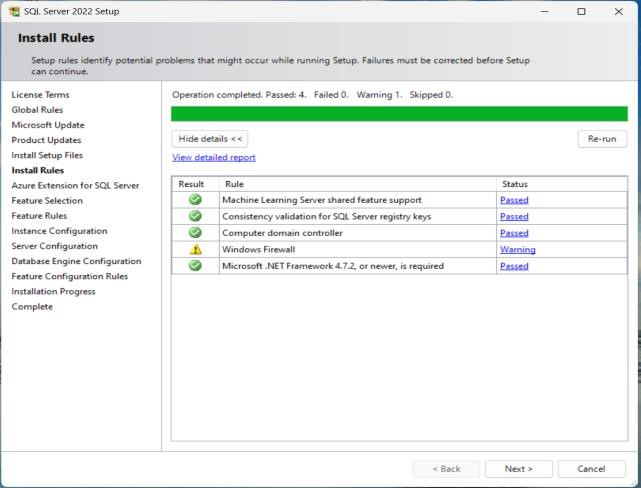 SQL Server 2022 Setup
Install Rules
Setup rules identify potential problems that might occur while running Setup. Failures must be corrected before Setup
can continue.
License Terms
Global Rules
Microsoft Update
Product Updates
Install Setup Files
Install Rules
Azure Extension for SQL Server
Feature Selection
Feature Rules
Instance Configuration
Server Configuration
Database Engine Configuration
Feature Configuration Rules
Installation Progress
Complete
Operation completed. Passed: 4. Failed 0. Warning 1. Skipped 0.
Hide details << Re-run
View detailed report
Result Rule Status
Machine Learning Server shared feature support Passed
Consistency validation for SQL Server registry keys Passed
Computer domain controller Passed
Windows Firewall Warning
Microsoft .NET Framework 4.7.2, or newer, is required Passed
< Back Next > Cancel